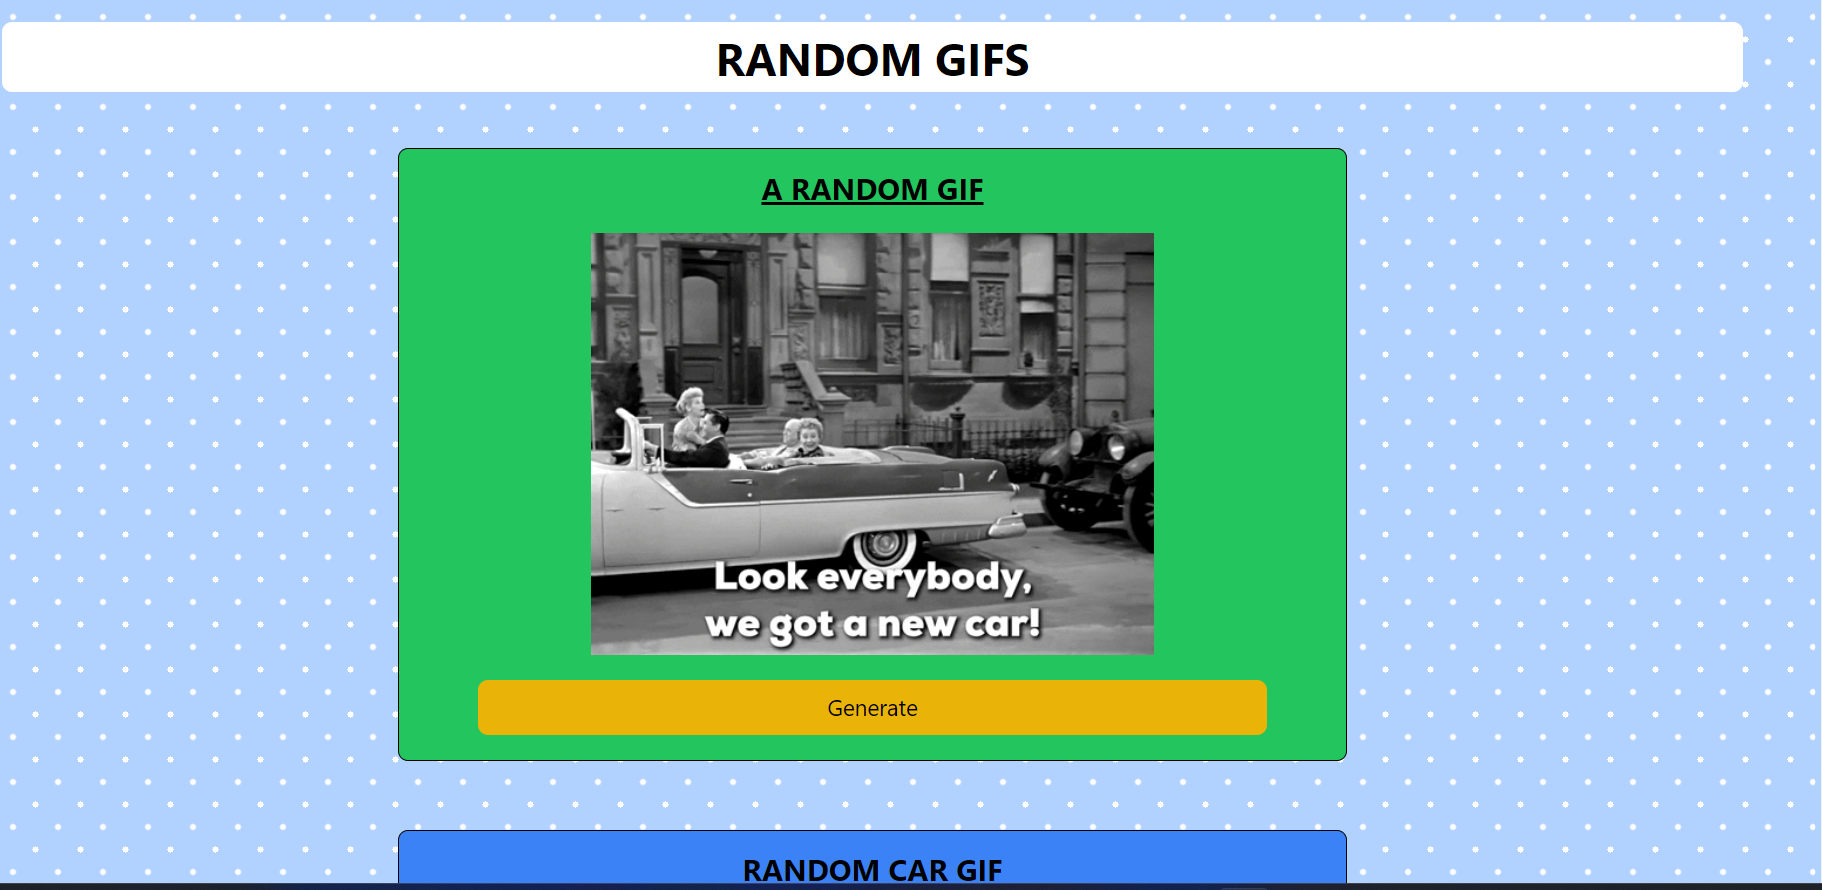 RANDOM GIFS
A RANDOM GIF
Look everybody,
we got a new car!
Generate
RANDOM CAR GIF